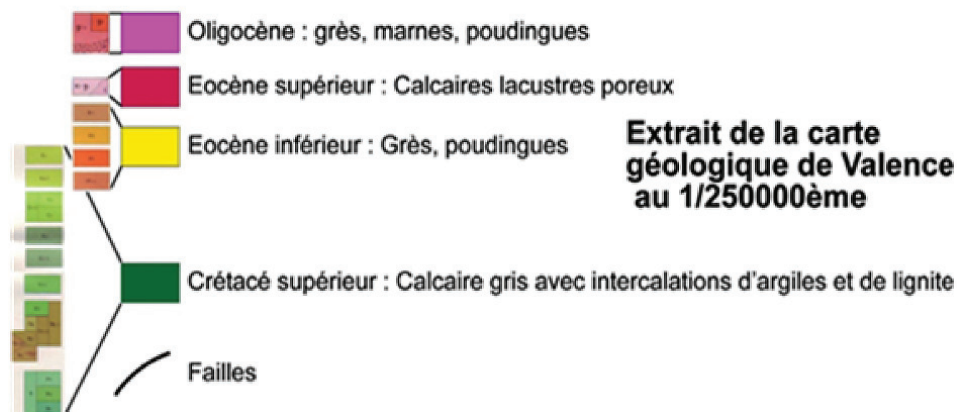 Oligocène : grès, marnes, poudingues
Eocène supérieur : Calcaires lacustres poreux
Eocène inférieur : Grès, poudingues
Extrait de la carte
géologique de Valence
au 1/250000ème
Crétacé supérieur : Calcaire gris avec intercalations d'argiles et de lignite
Failles